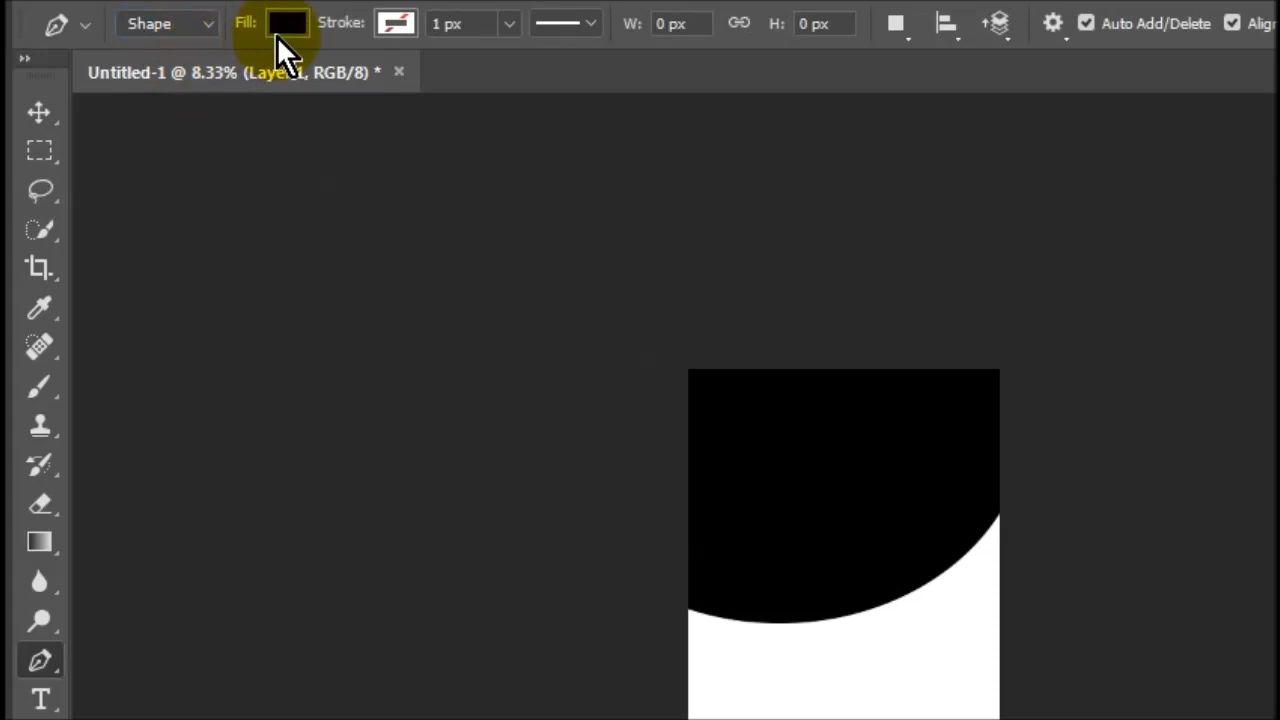 Shape Fill: Stroke: 1 px W: 0 px H: 0 px Auto Add/Delete
Untitled-1 @ 8.33% (Layer 1, RGB/8) *
T